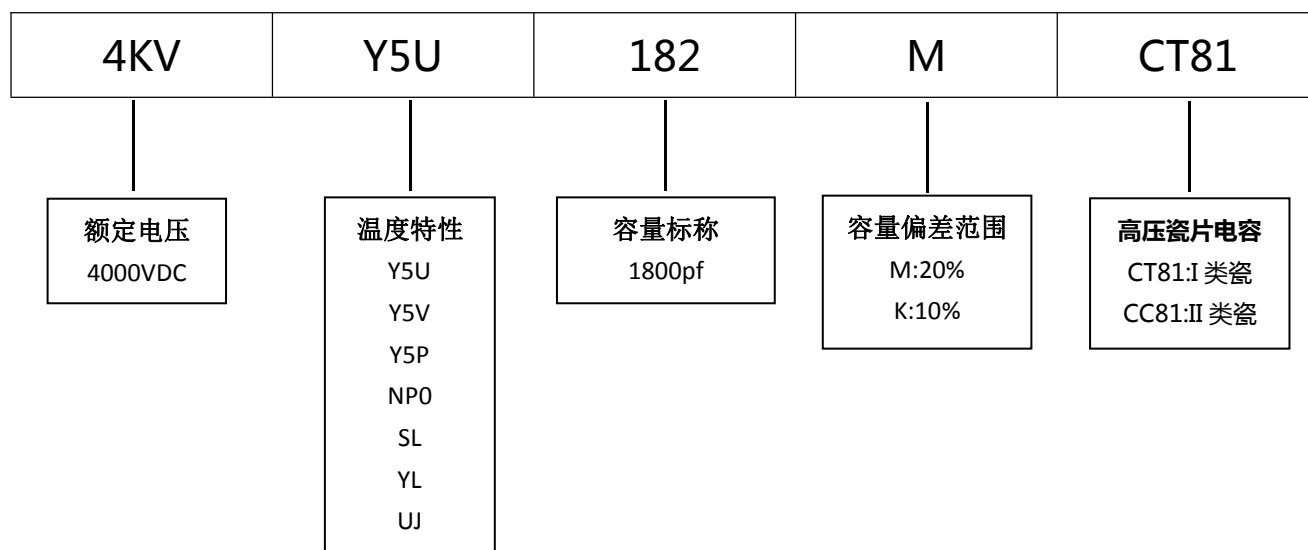 4KV Y5U 182 M CT81
额定电压
4000VDC
温度特性
Y5U
Y5V
Y5P
NP0
SL
YL
UJ
容量标称
1800pf
容量偏差范围
M:20%
K:10%
高压瓷片电容
CT81:I 类瓷
CC81:II 类瓷